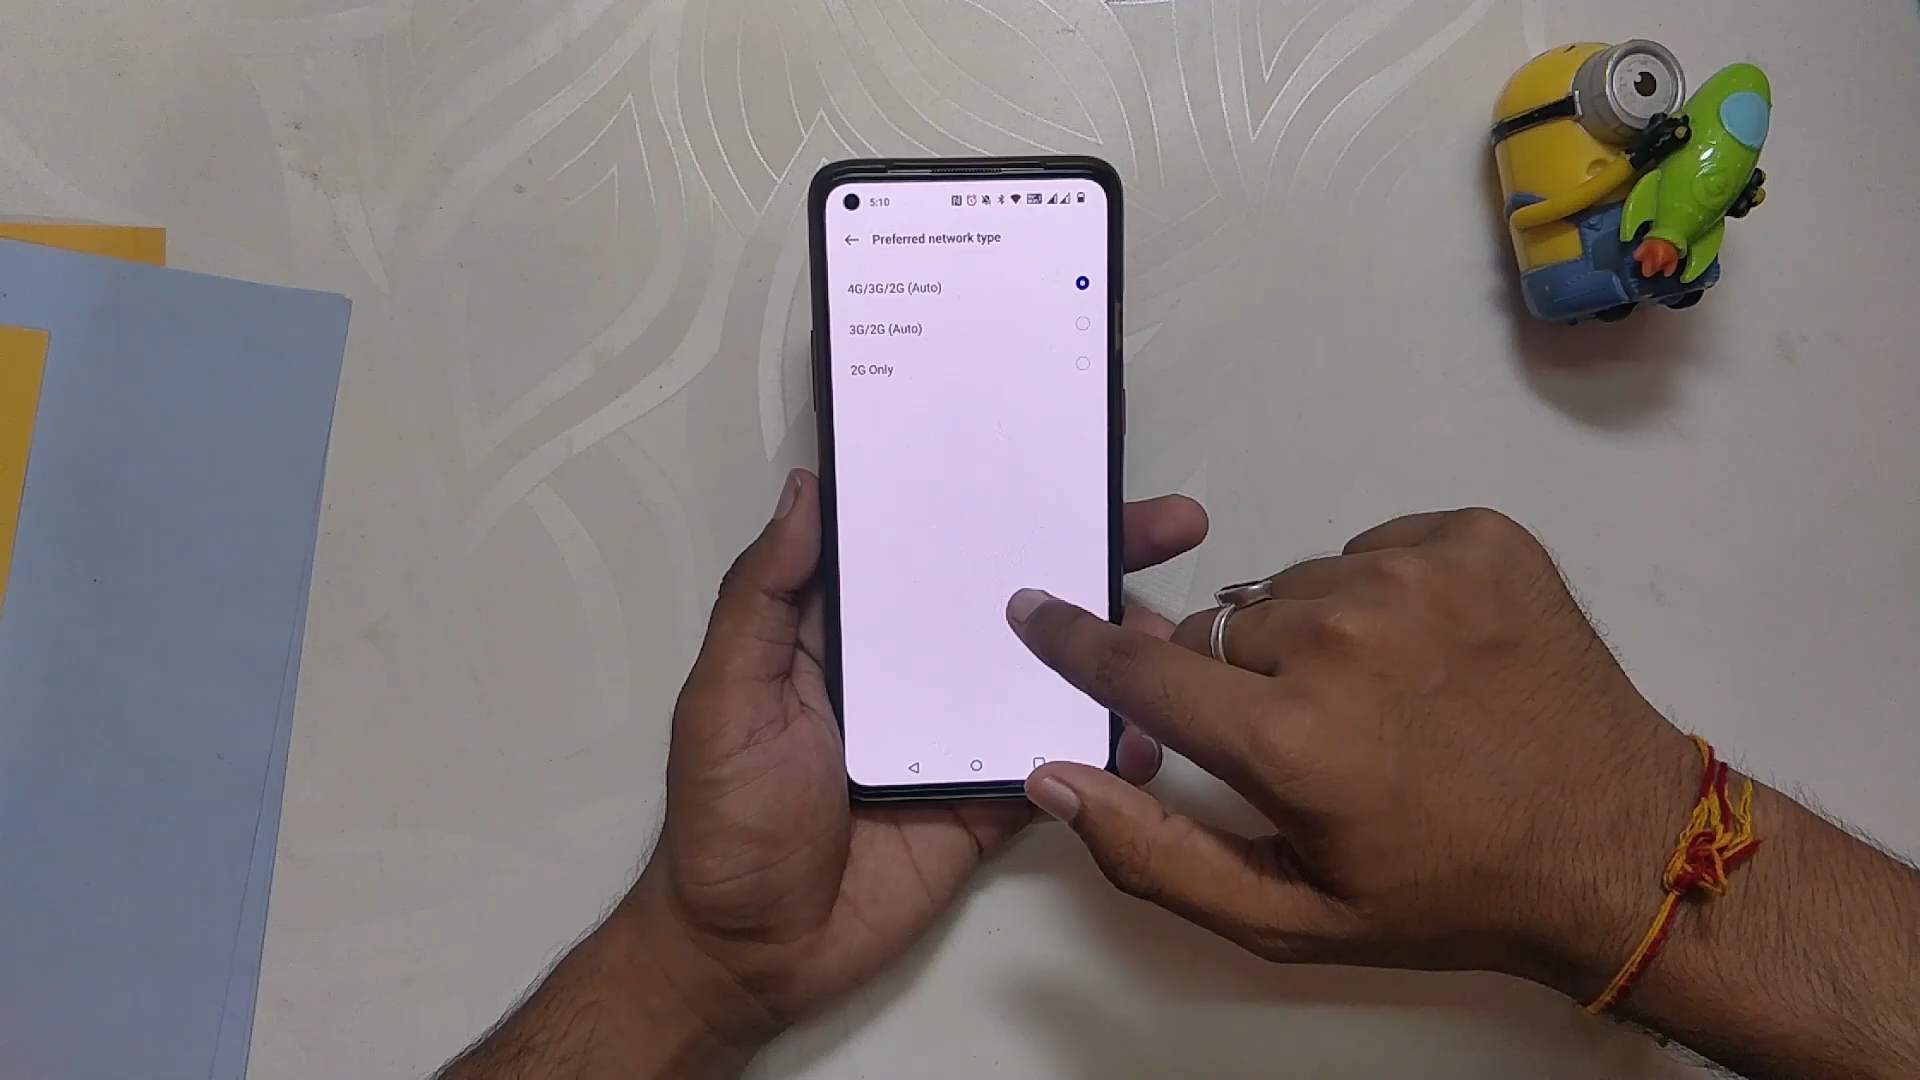 5:10
Preferred network type
4G/3G/2G (Auto)
3G/2G (Auto)
2G Only